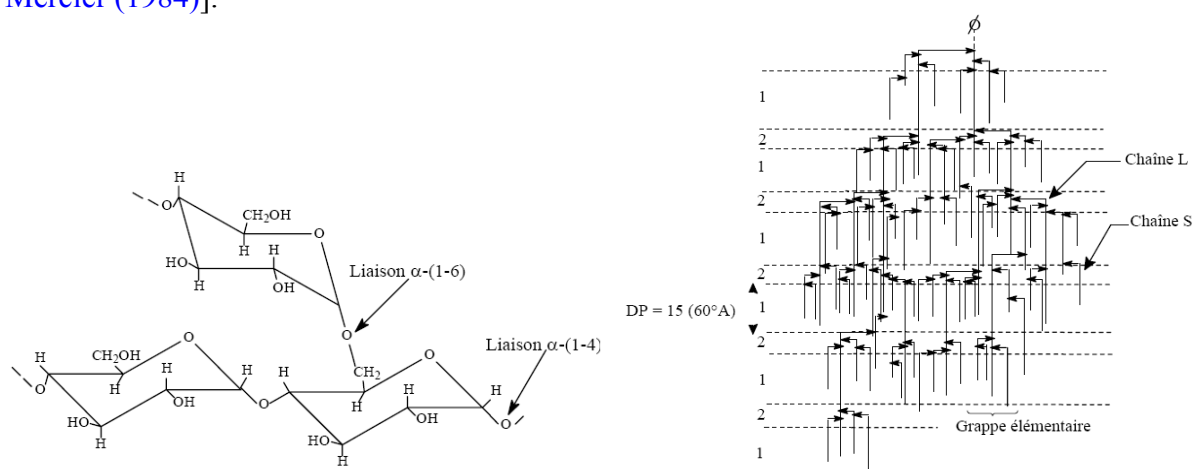 Mercier (1984)].
H
O
CH2OH
O
H
H
HO
H
OH
Liaison α-(1-6)
O
Liaison α-(1-4)
H
CH2OH
O
H
H
H
O
CH2
O
H
H
H
H
O
HO
OH
O
H
H
OH
HO
H
H
ϕ
1
2
1
Chaîne L
2
1
Chaîne S
2
DP = 15 (60°A)
1
2
1
2
Grappe élémentaire
1